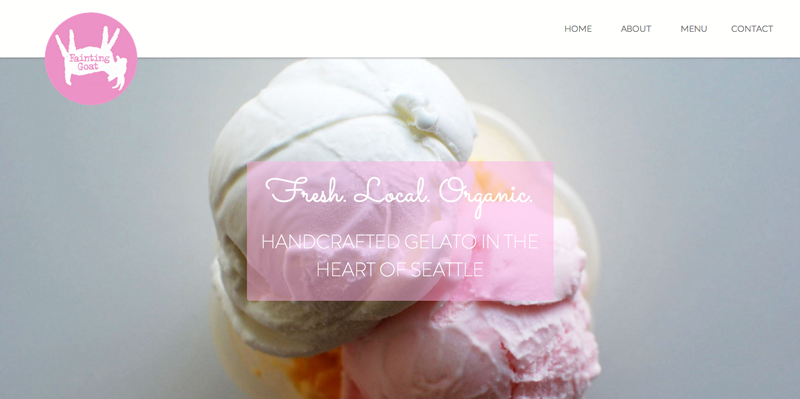 Fainting
Goat
HOME ABOUT MENU CONTACT
Fresh. Local. Organic.
HANDCRAFTED GELATO IN THE
HEART OF SEATTLE